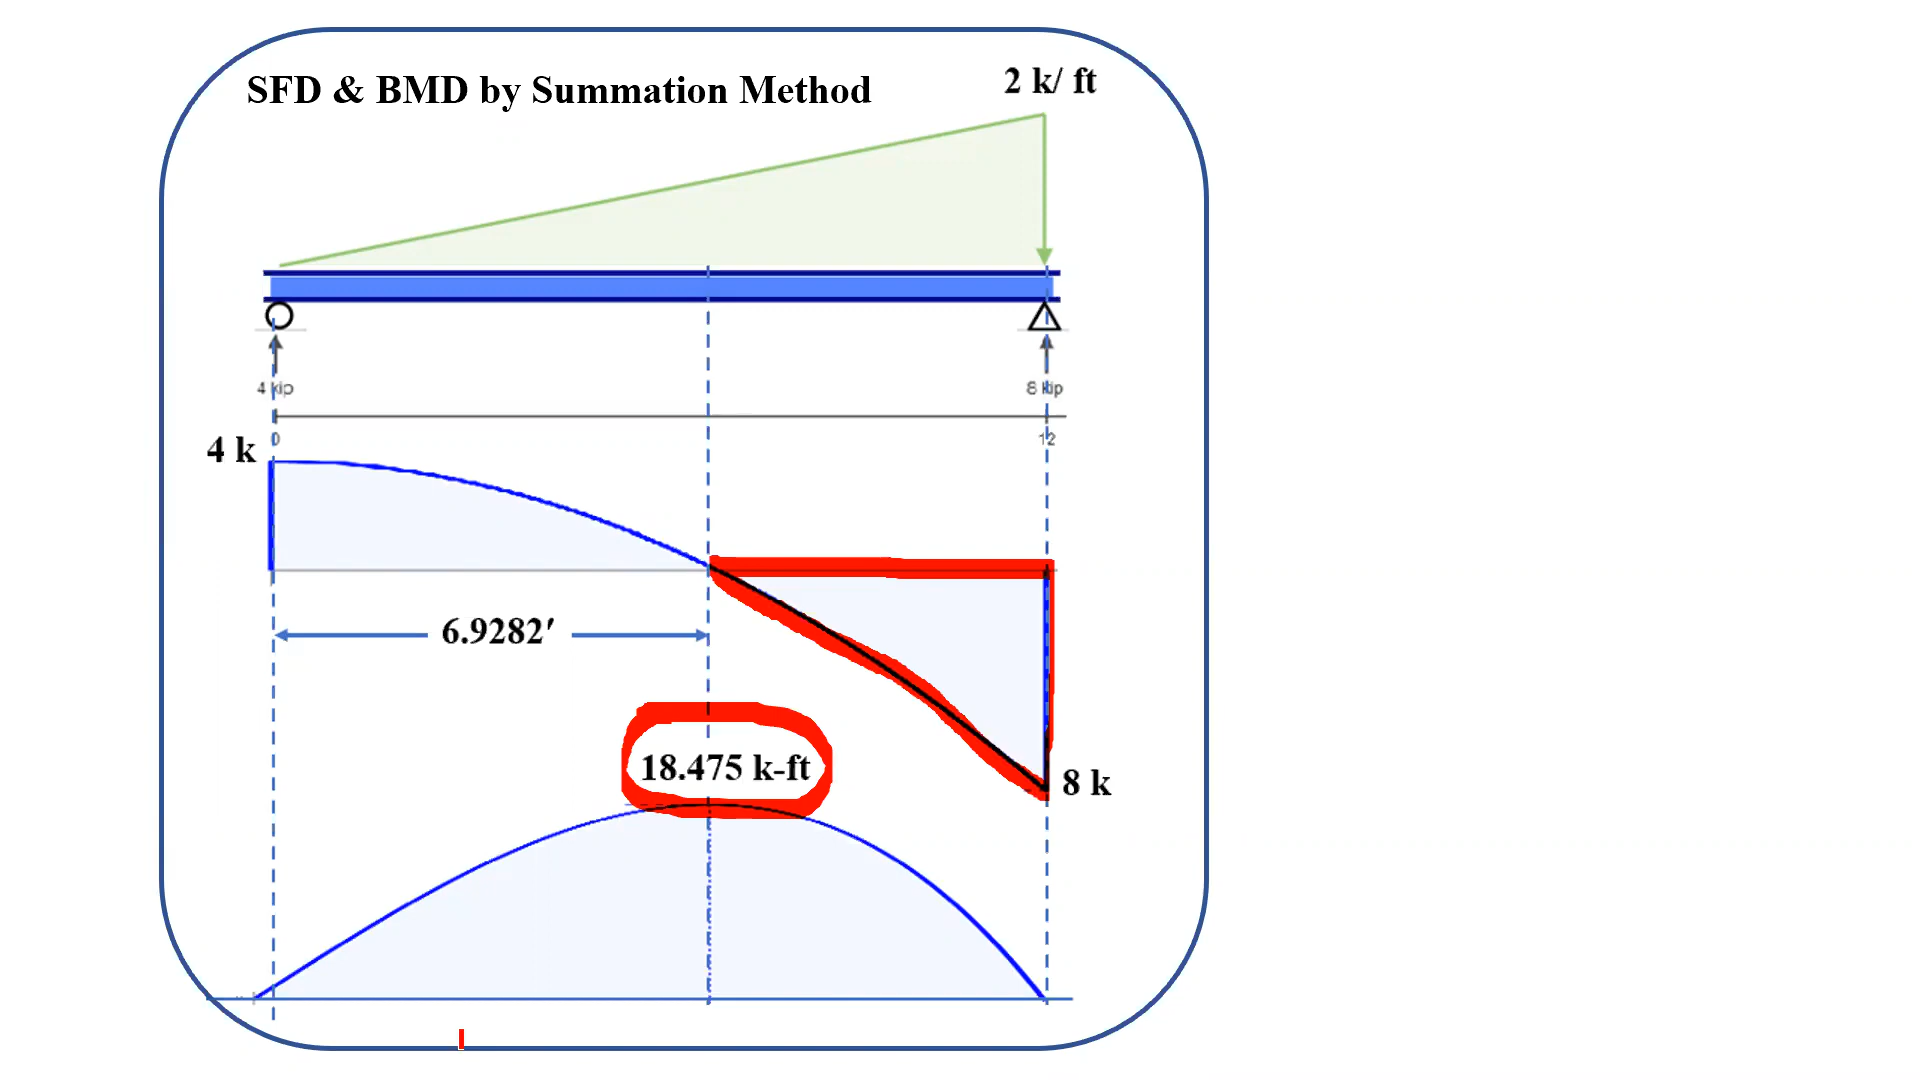 SFD & BMD by Summation Method
2 k/ ft
4 kip
8 kip
0
12
4 k
6.9282′
18.475 k-ft
8 k